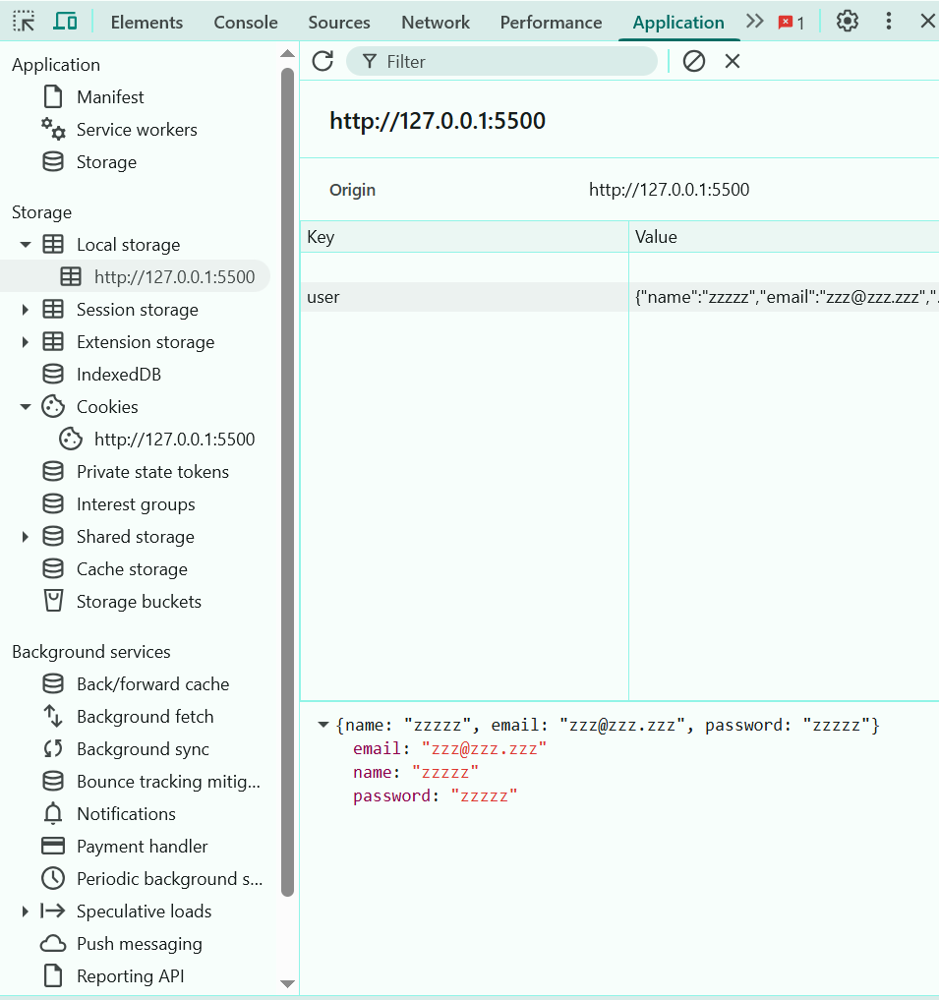 Elements Console Sources Network Performance Application 1
Application
Manifest
Service workers
Storage
Storage
Local storage
http://127.0.0.1:5500
Session storage
Extension storage
IndexedDB
Cookies
http://127.0.0.1:5500
Private state tokens
Interest groups
Shared storage
Cache storage
Storage buckets
Background services
Back/forward cache
Background fetch
Background sync
Bounce tracking mitig...
Notifications
Payment handler
Periodic background s...
Speculative loads
Push messaging
Reporting API
Filter
http://127.0.0.1:5500
Origin http://127.0.0.1:5500
Key Value
user {"name":"zzzzz","email":"zzz@zzz.zzz","...
{name: "zzzzz", email: "zzz@zzz.zzz", password: "zzzzz"}
email: "zzz@zzz.zzz"
name: "zzzzz"
password: "zzzzz"